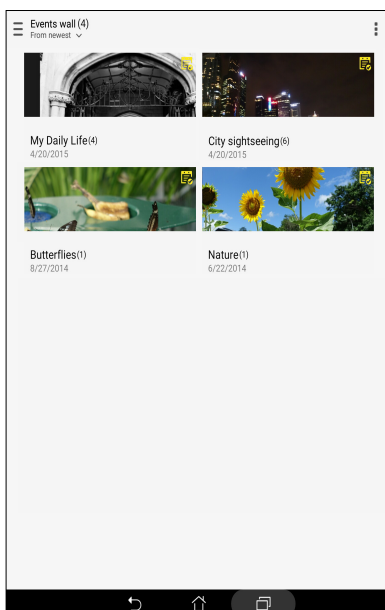 Events wall (4)
From newest
My Daily Life(4)
4/20/2015
City sightseeing(6)
4/20/2015
Butterflies(1)
8/27/2014
Nature(1)
6/22/2014